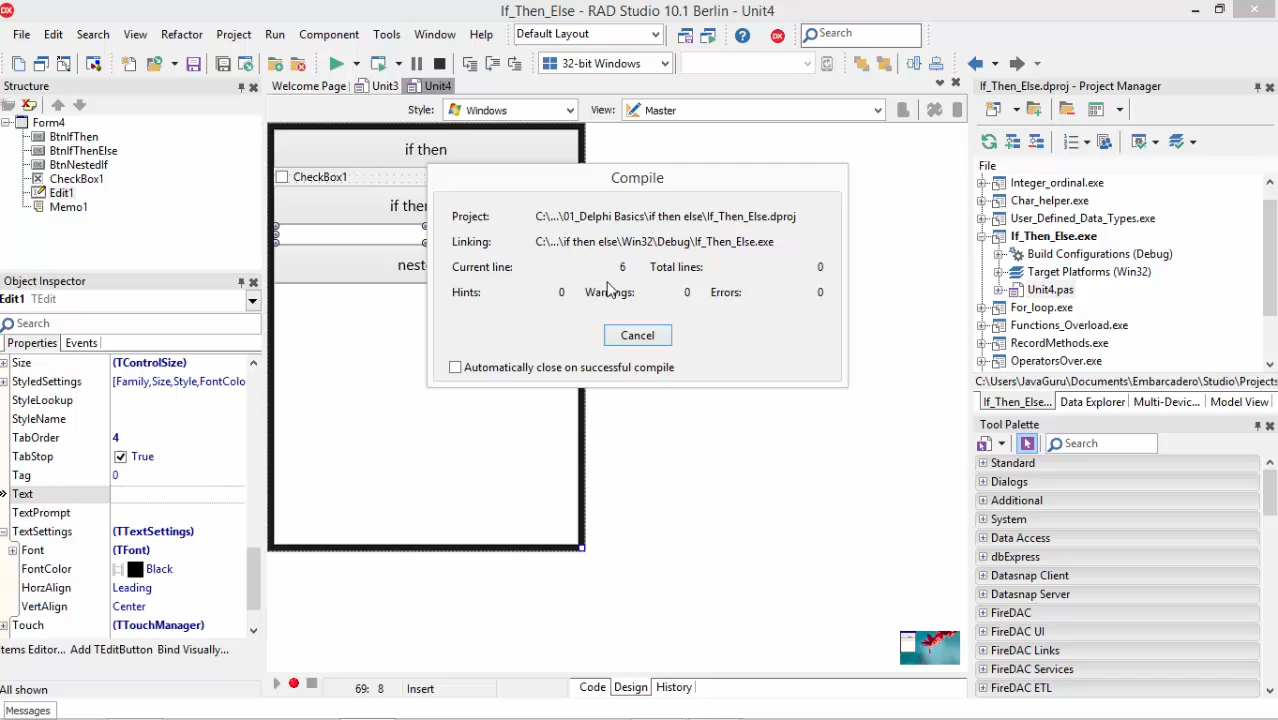 If_Then_Else - RAD Studio 10.1 Berlin - Unit4
File Edit Search View Refactor Project Run Component Tools Window Help
Default Layout
Search
32-bit Windows
Structure
Form4
BtnIfThen
BtnIfThenElse
BtnNestedIf
CheckBox1
Edit1
Memo1
Object Inspector
Edit1 TEdit
Search
Properties Events
Size (TControlSize)
StyledSettings [Family,Size,Style,FontColo
StyleLookup
StyleName
TabOrder 4
TabStop True
Tag 0
Text
TextPrompt
TextSettings (TTextSettings)
Font (TFont)
FontColor Black
HorzAlign Leading
VertAlign Center
Touch (TTouchManager)
tems Editor... Add TEditButton Bind Visually...
All shown
Messages
Welcome Page Unit3 Unit4
Style: Windows View: Master
if then
CheckBox1
if ther
neste
Compile
Project: C:\...\01_Delphi Basics\if then else\If_Then_Else.dproj
Linking: C:\...\if then else\Win32\Debug\If_Then_Else.exe
Current line: 6 Total lines: 0
Hints: 0 Warnings: 0 Errors: 0
Cancel
Automatically close on successful compile
69: 8 Insert
Code Design History
If_Then_Else.dproj - Project Manager
File
Integer_ordinal.exe
Char_helper.exe
User_Defined_Data_Types.exe
If_Then_Else.exe
Build Configurations (Debug)
Target Platforms (Win32)
Unit4.pas
For_loop.exe
Functions_Overload.exe
RecordMethods.exe
OperatorsOver.exe
C:\Users\JavaGuru\Documents\Embarcadero\Studio\Projects
If_Then_Else... Data Explorer Multi-Devic... Model View
Tool Palette
Search
Standard
Dialogs
Additional
System
Data Access
dbExpress
Datasnap Client
Datasnap Server
FireDAC
FireDAC UI
FireDAC Links
FireDAC Services
FireDAC ETL